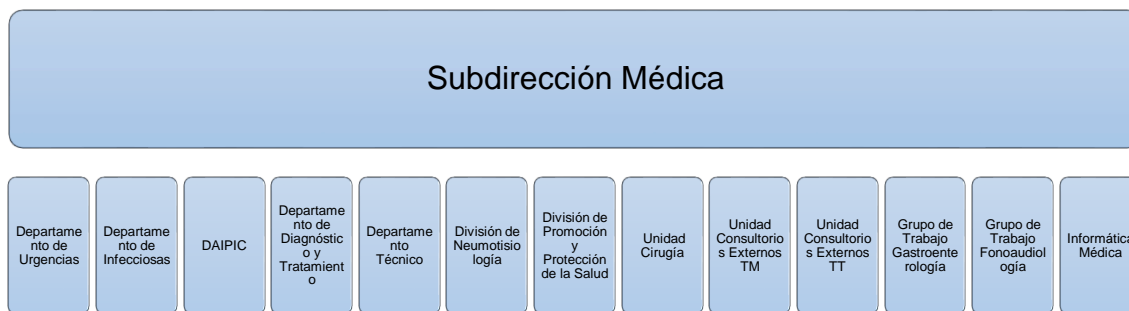 Subdirección Médica
Departame
nto de
Urgencias
Departame
nto de
Infecciosas
DAIPIC
Departame
nto de
Diagnóstic
o y
Tratamient
o
Departame
nto
Técnico
División de
Neumotisio
logía
División de
Promoción
y
Protección
de la Salud
Unidad
Cirugía
Unidad
Consultorio
s Externos
TM
Unidad
Consultorio
s Externos
TT
Grupo de
Trabajo
Gastroente
rología
Grupo de
Trabajo
Fonoaudiol
ogía
Informática
Médica